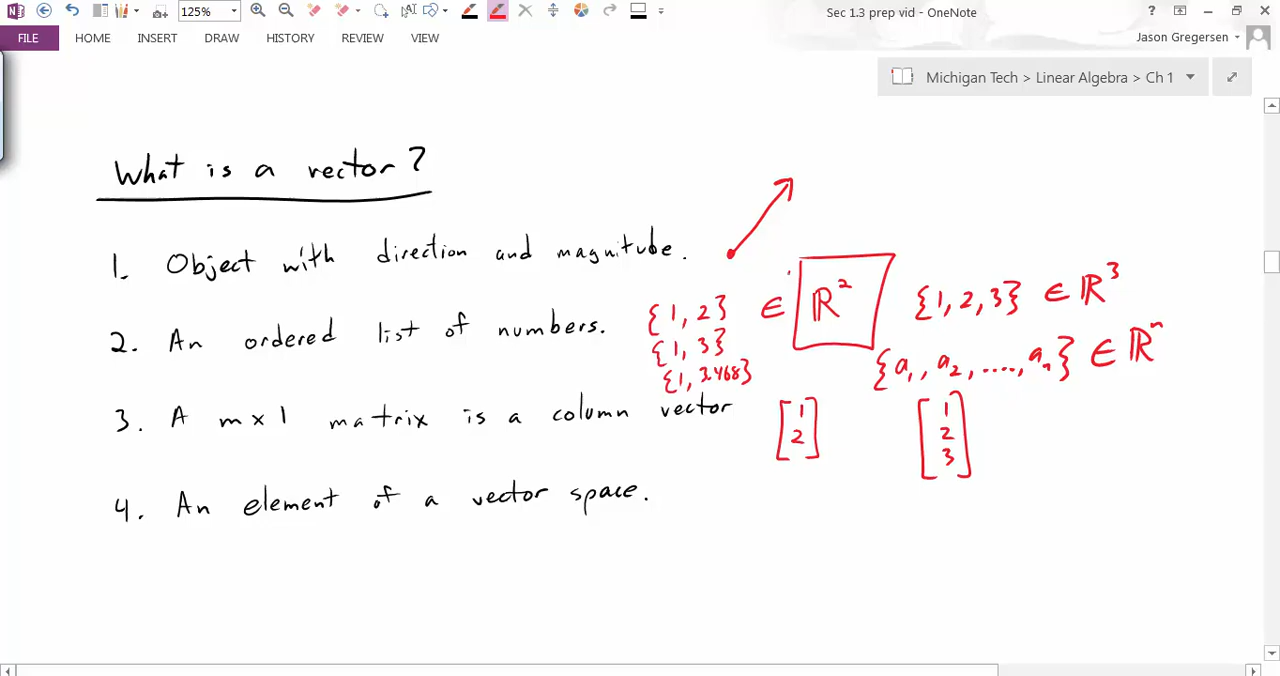 125%
Sec 1.3 prep vid - OneNote
FILE HOME INSERT DRAW HISTORY REVIEW VIEW
Jason Gregersen
Michigan Tech > Linear Algebra > Ch 1
What is a vector?
1. Object with direction and magnitube.
2. An ordered list of numbers.
{1, 2} ∈ ℝ²
{1, 3}
{1, 3.468}
{1, 2, 3} ∈ ℝ³
{a₁, a₂, ...., aₙ} ∈ ℝⁿ
3. A m x 1 matrix is a column vector
[1
2]
[1
2
3]
4. An element of a vector space.